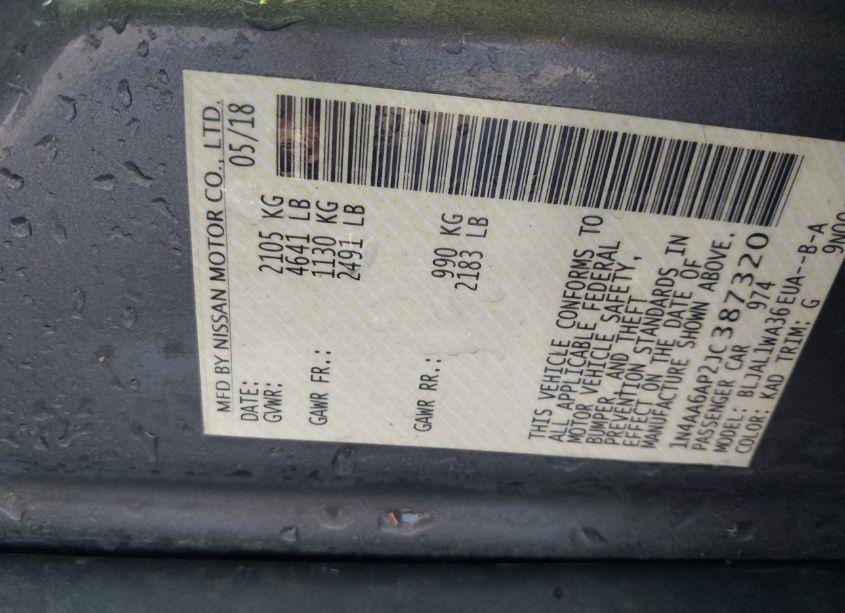 MFD BY NISSAN MOTOR CO., LTD.
DATE: 05/18
GVWR: 2105 KG
4641 LB
GAWR FR.: 1130 KG
2491 LB
GAWR RR.: 990 KG
2183 LB
THIS VEHICLE CONFORMS TO
ALL APPLICABLE FEDERAL
MOTOR VEHICLE SAFETY,
BUMPER, AND THEFT
PREVENTION STANDARDS IN
EFFECT ON THE DATE OF
MANUFACTURE SHOWN ABOVE.
1N4AA6AP2JC387320
PASSENGER CAR 974
MODEL: BLJAL1WA36EUA--B-A
COLOR: KAD TRIM: G